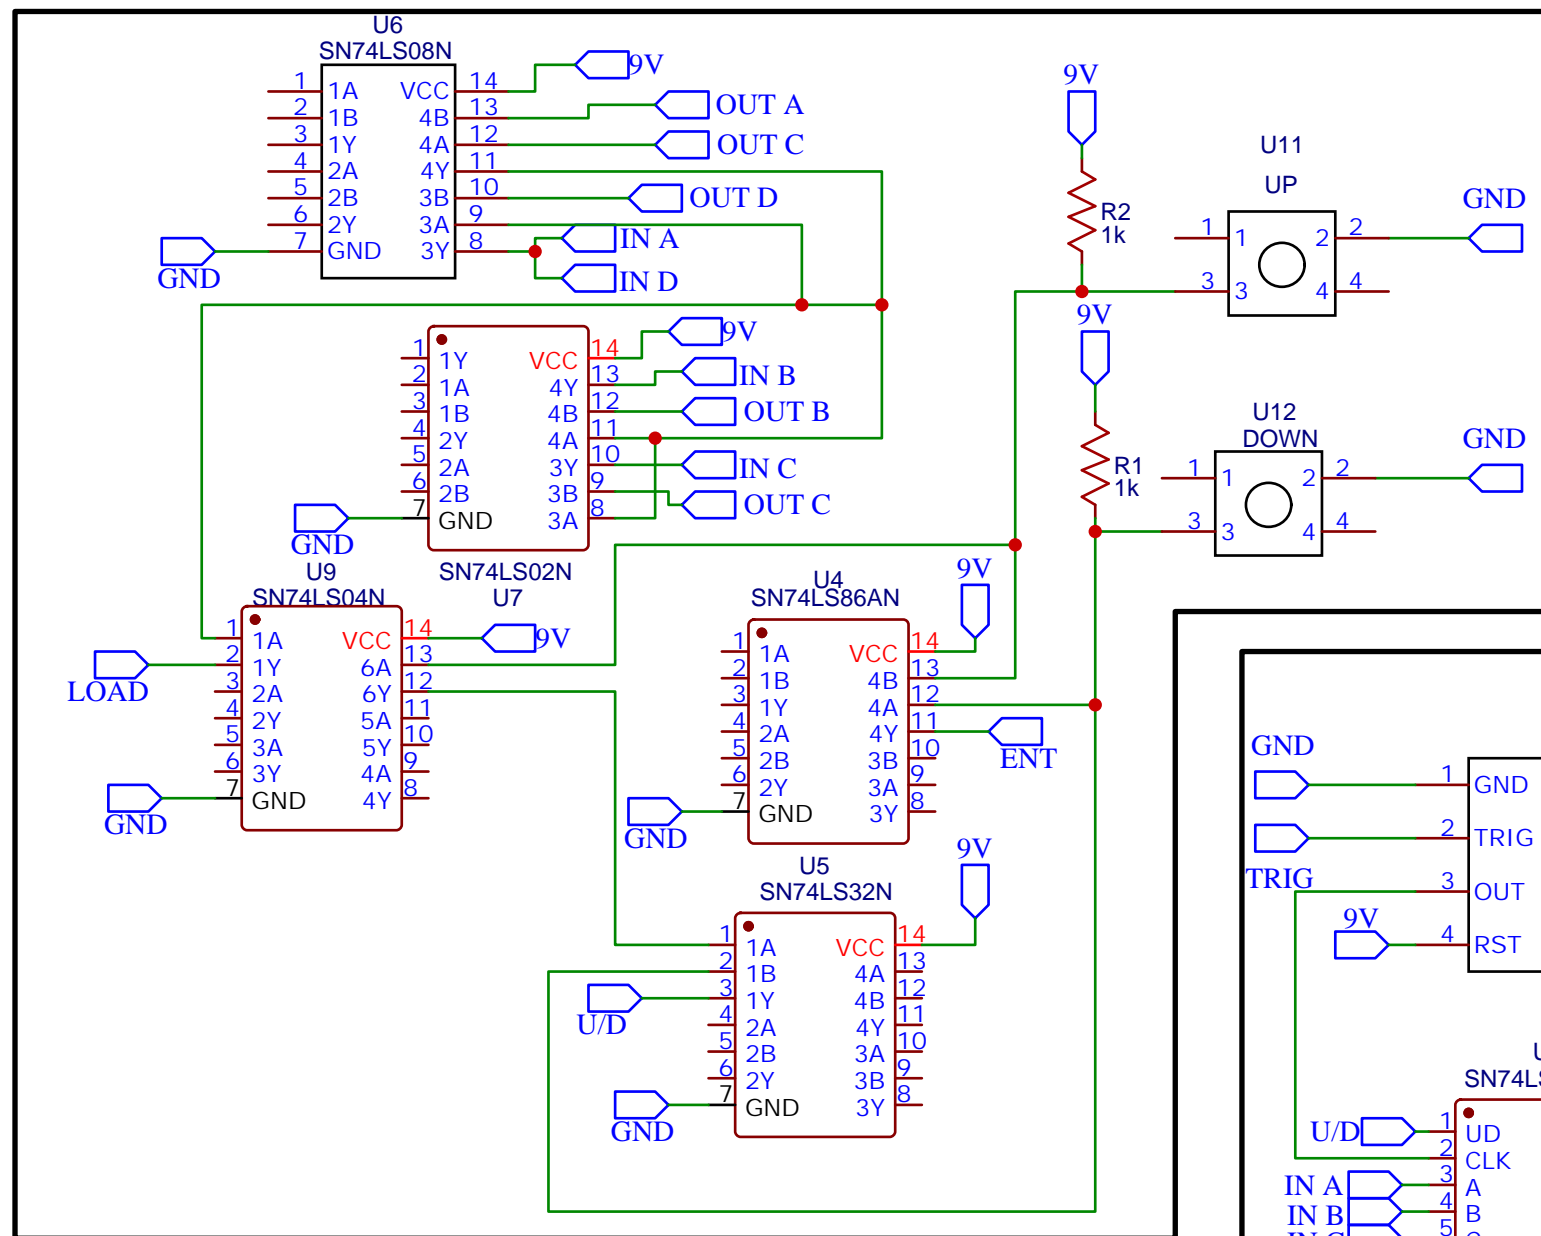 U6
SN74LS08N
1 1A VCC 14 9V
2 1B 4B 13 OUT A
3 1Y 4A 12 OUT C
4 2A 4Y 11
5 2B 3B 10 OUT D
6 2Y 3A 9 IN A
7 GND 3Y 8 IN D
GND
9V
R2
1k
U11
UP
GND
1 1 2 2
3 3 4 4
9V
R1
1k
U12
DOWN
GND
1 1 2 2
3 3 4 4
1 1Y VCC 14 9V
2 1A 4Y 13 IN B
3 1B 4B 12 OUT B
4 2Y 4A 11
5 2A 3Y 10 IN C
6 2B 3B 9 OUT C
7 GND 3A 8
GND
SN74LS02N
U7
U9
SN74LS04N
1 1A VCC 14 9V
2 1Y 6A 13
LOAD
3 2A 6Y 12
4 2Y 5A 11
5 3A 5Y 10
6 3Y 4A 9
7 GND 4Y 8
GND
U4
SN74LS86AN
9V
1 1A VCC 14
2 1B 4B 13
3 1Y 4A 12
4 2A 4Y 11
ENT
5 2B 3B 10
6 2Y 3A 9
7 GND 3Y 8
GND
U5
SN74LS32N
9V
1 1A VCC 14
2 1B 4A 13
3 1Y 4B 12
U/D
4 2A 4Y 11
5 2B 3A 10
6 2Y 3B 9
7 GND 3Y 8
GND
GND
1 GND
2 TRIG
TRIG
3 OUT
9V
4 RST
U/D 1 UD
2 CLK
IN A 3 A
IN B 4 B
5